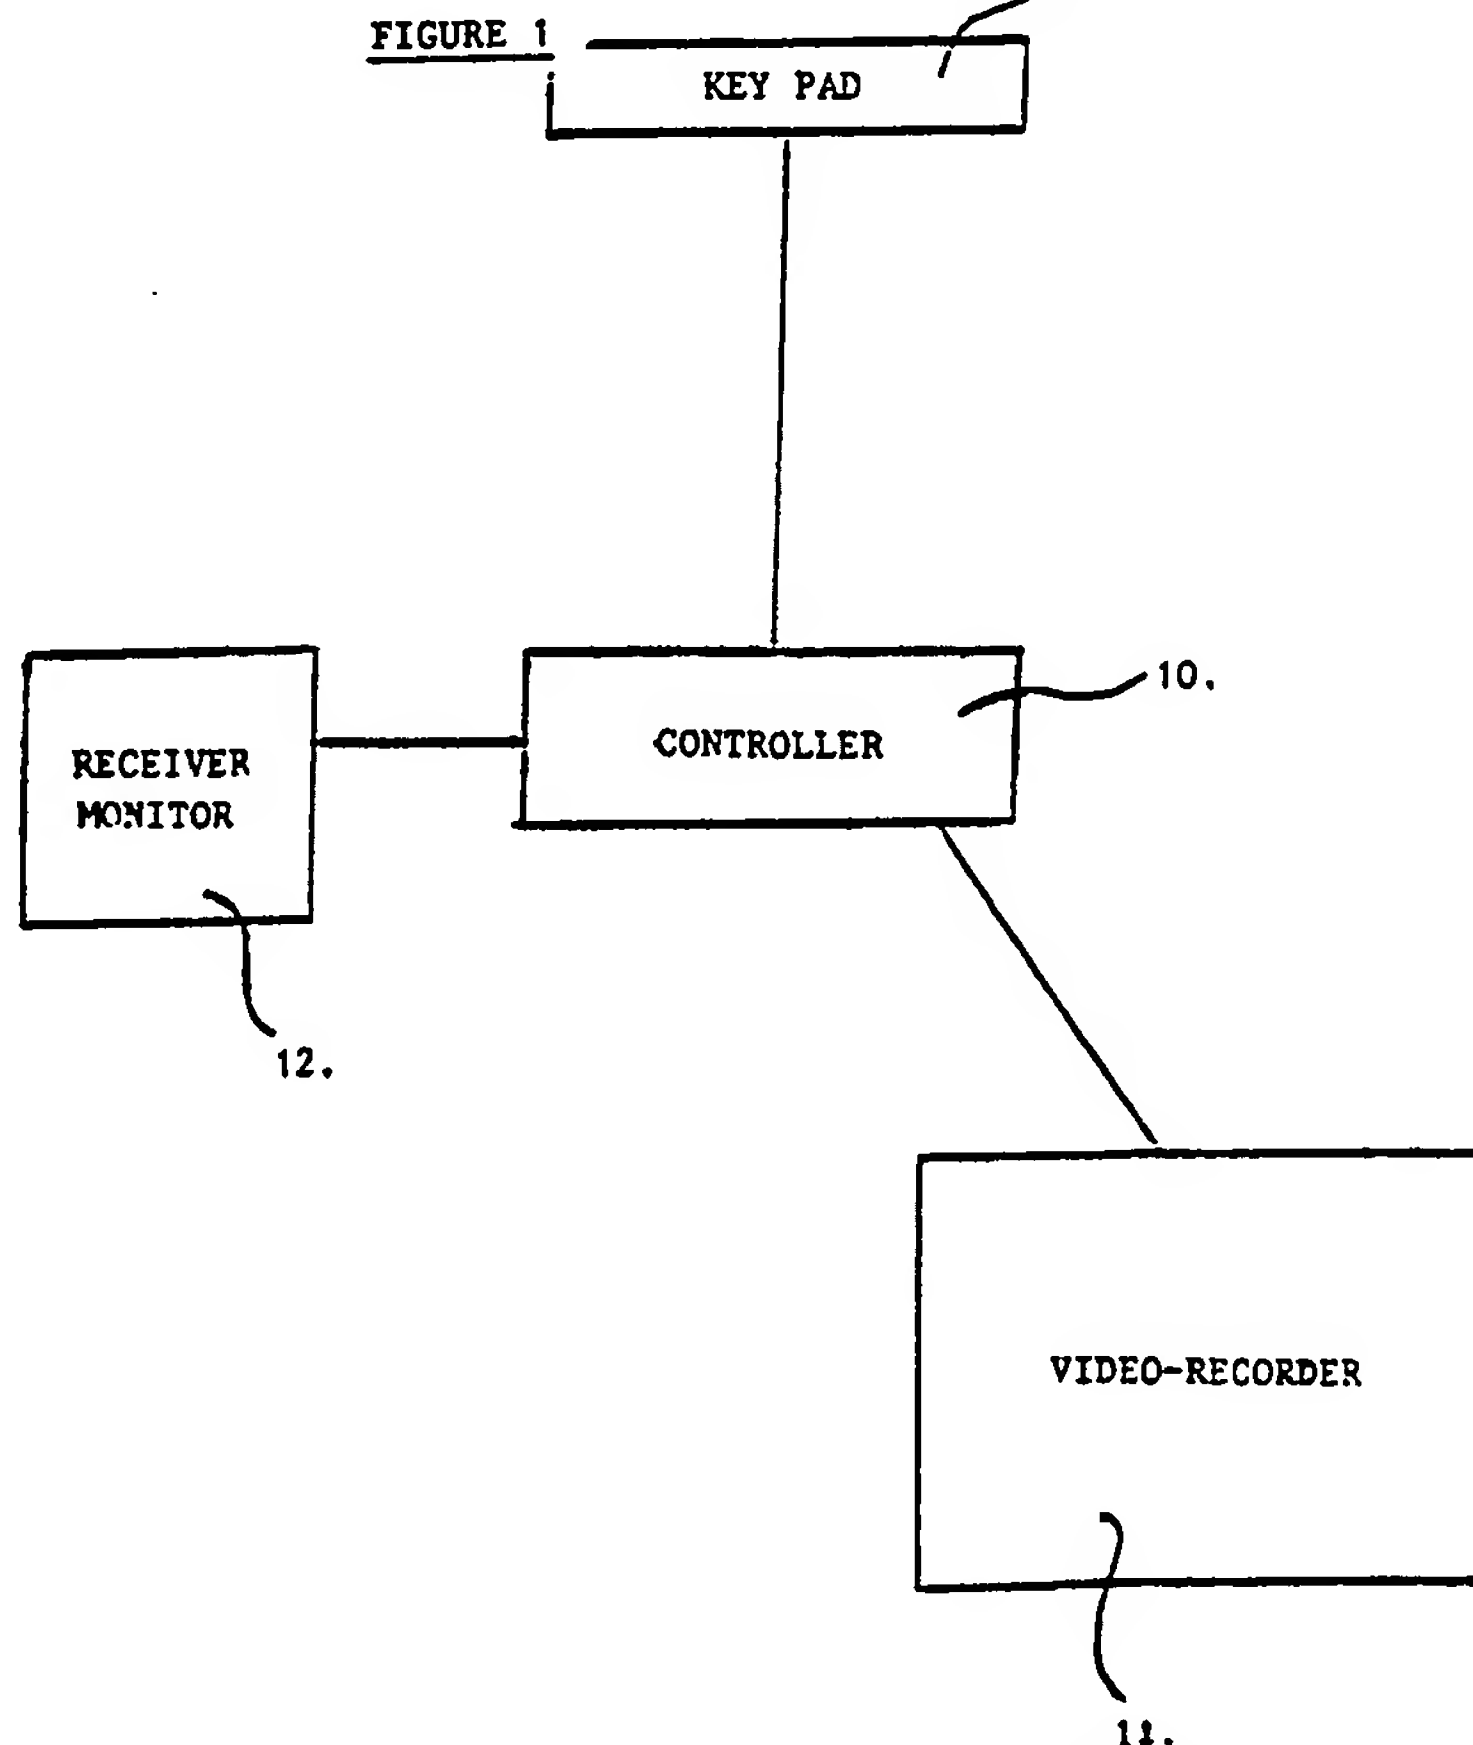 FIGURE 1
KEY PAD
10.
CONTROLLER
RECEIVER
MONITOR
12.
VIDEO-RECORDER
11.